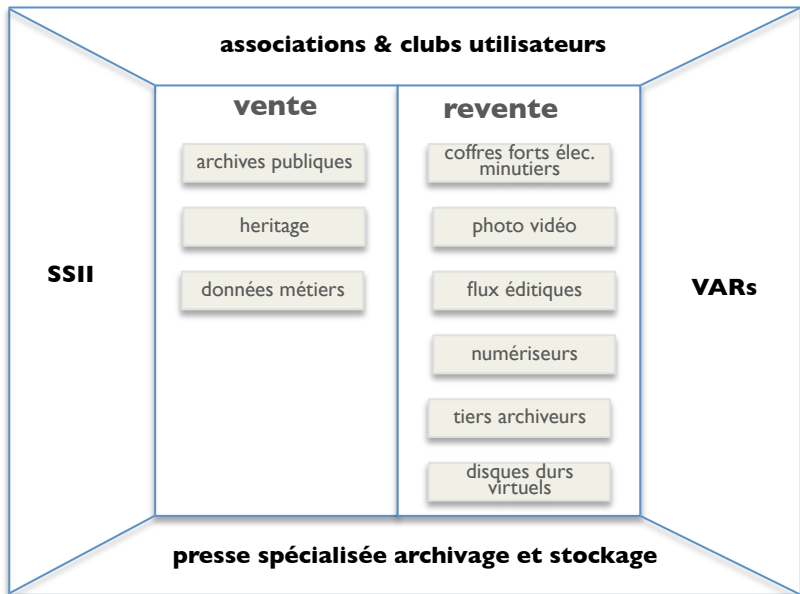 associations & clubs utilisateurs
vente
archives publiques
heritage
données métiers
revente
coffres forts élec.
minutiers
photo vidéo
flux éditiques
numériseurs
tiers archiveurs
disques durs
virtuels
SSII
VARs
presse spécialisée archivage et stockage